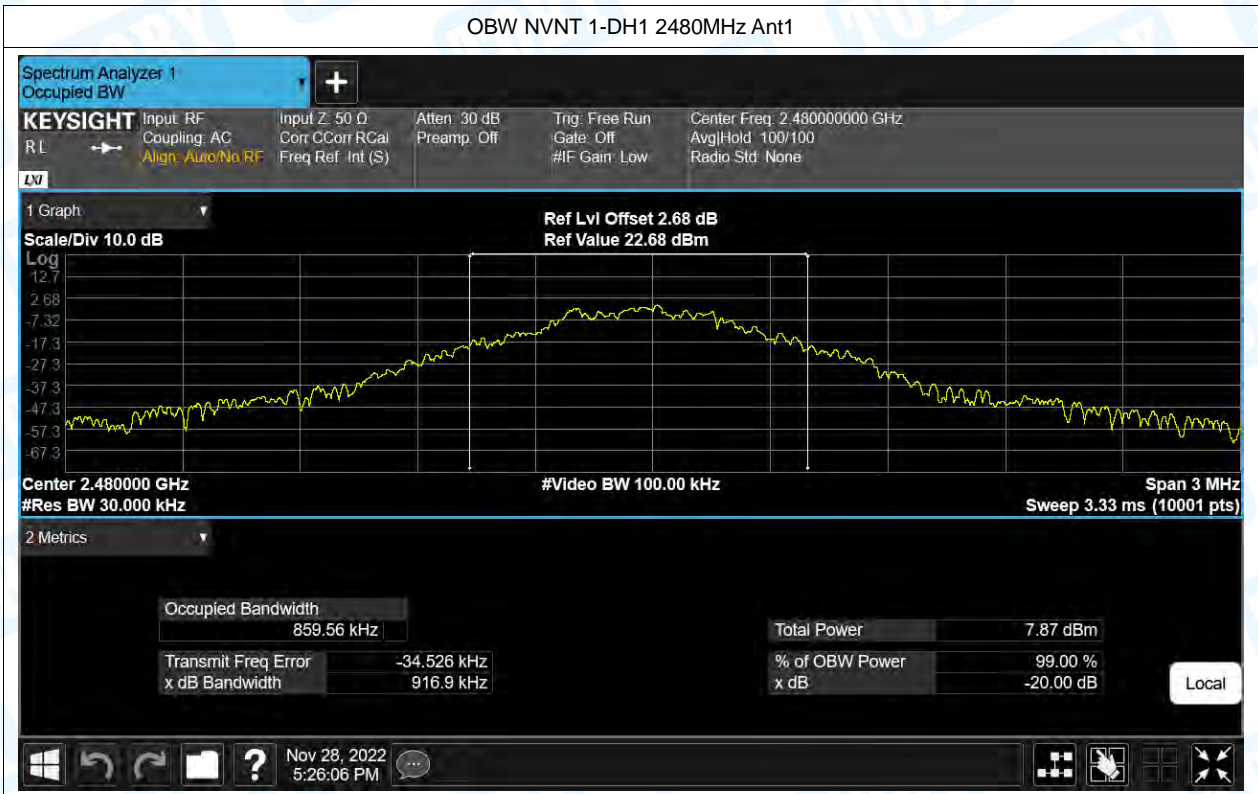 OBW NVNT 1-DH1 2480MHz Ant1
Spectrum Analyzer 1
Occupied BW
KEYSIGHT
R L
LXI
Input: RF
Coupling: AC
Align: Auto/No RF
Input Z: 50 Ω
Corr CCorr RCal
Freq Ref: Int (S)
Atten: 30 dB
Preamp: Off
Trig: Free Run
Gate: Off
#IF Gain: Low
Center Freq: 2.480000000 GHz
Avg|Hold: 100/100
Radio Std: None
1 Graph
Scale/Div 10.0 dB
Ref Lvl Offset 2.68 dB
Ref Value 22.68 dBm
Log
12.7
2.68
-7.32
-17.3
-27.3
-37.3
-47.3
-57.3
-67.3
Center 2.480000 GHz
#Res BW 30.000 kHz
#Video BW 100.00 kHz
Span 3 MHz
Sweep 3.33 ms (10001 pts)
2 Metrics
Occupied Bandwidth
859.56 kHz
Transmit Freq Error -34.526 kHz
x dB Bandwidth 916.9 kHz
Total Power 7.87 dBm
% of OBW Power 99.00 %
x dB -20.00 dB
Local
?
Nov 28, 2022
5:26:06 PM